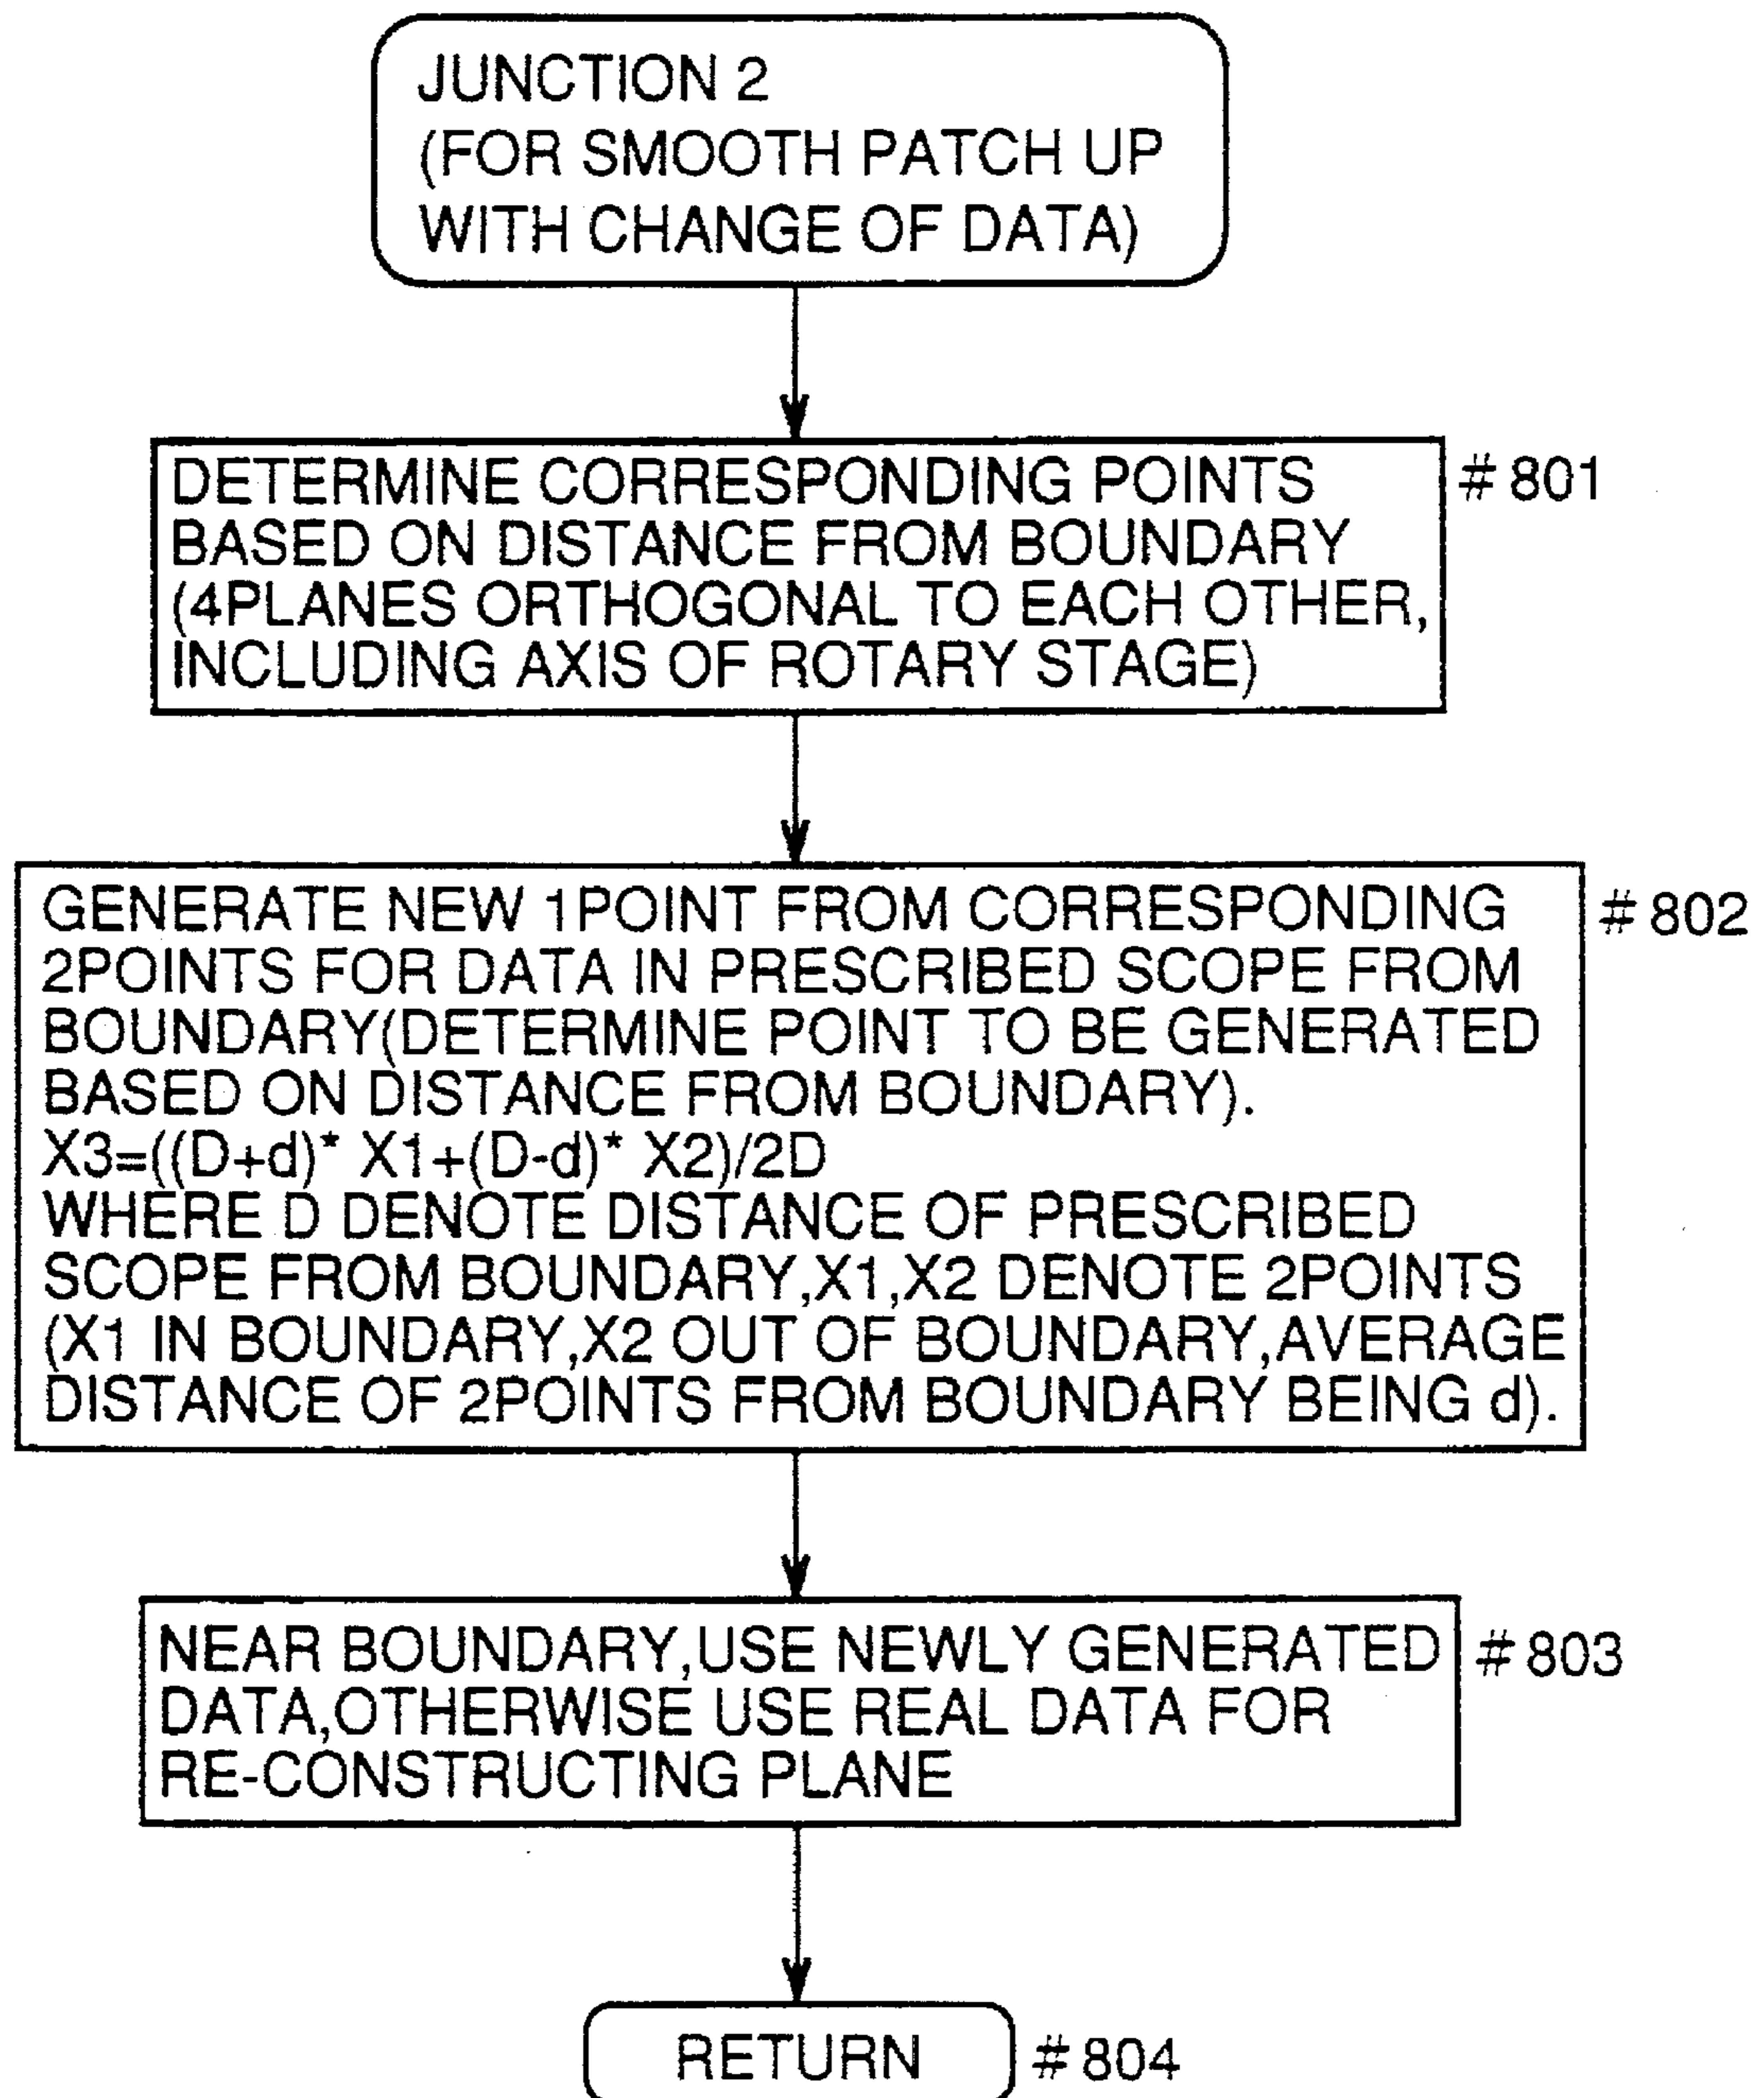 JUNCTION 2
(FOR SMOOTH PATCH UP
WITH CHANGE OF DATA)
DETERMINE CORRESPONDING POINTS
BASED ON DISTANCE FROM BOUNDARY
(4PLANES ORTHOGONAL TO EACH OTHER,
INCLUDING AXIS OF ROTARY STAGE)
#801
GENERATE NEW 1POINT FROM CORRESPONDING
2POINTS FOR DATA IN PRESCRIBED SCOPE FROM
BOUNDARY(DETERMINE POINT TO BE GENERATED
BASED ON DISTANCE FROM BOUNDARY).
X3=((D+d)* X1+(D-d)* X2)/2D
WHERE D DENOTE DISTANCE OF PRESCRIBED
SCOPE FROM BOUNDARY,X1,X2 DENOTE 2POINTS
(X1 IN BOUNDARY,X2 OUT OF BOUNDARY,AVERAGE
DISTANCE OF 2POINTS FROM BOUNDARY BEING d).
#802
NEAR BOUNDARY,USE NEWLY GENERATED
DATA,OTHERWISE USE REAL DATA FOR
RE-CONSTRUCTING PLANE
#803
RETURN
#804